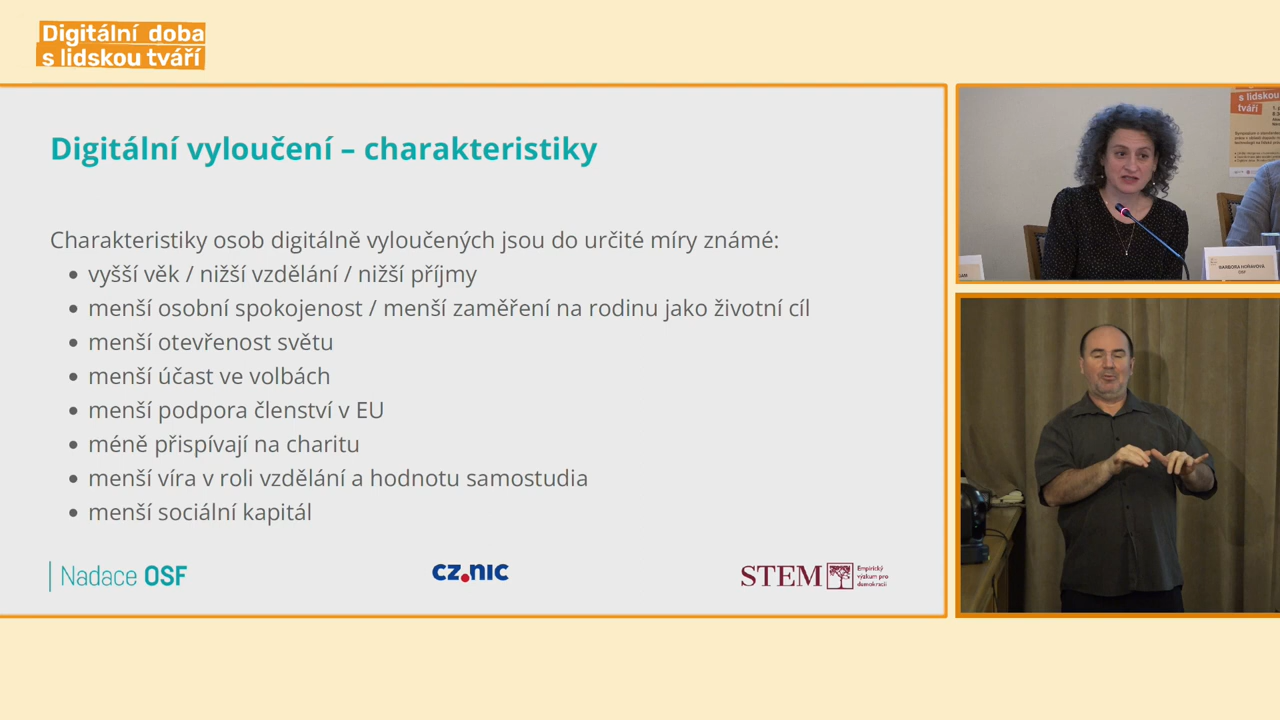 Digitální doba
s lidskou tváří
Digitální vyloučení – charakteristiky
Charakteristiky osob digitálně vyloučených jsou do určité míry známé:
• vyšší věk / nižší vzdělání / nižší příjmy
• menší osobní spokojenost / menší zaměření na rodinu jako životní cíl
• menší otevřenost světu
• menší účast ve volbách
• menší podpora členství v EU
• méně přispívají na charitu
• menší víra v roli vzdělání a hodnotu samostudia
• menší sociální kapitál
Nadace OSF
CZ.NIC
STEM
Empirický
výzkum pro
demokracii
s lidskou
tváří